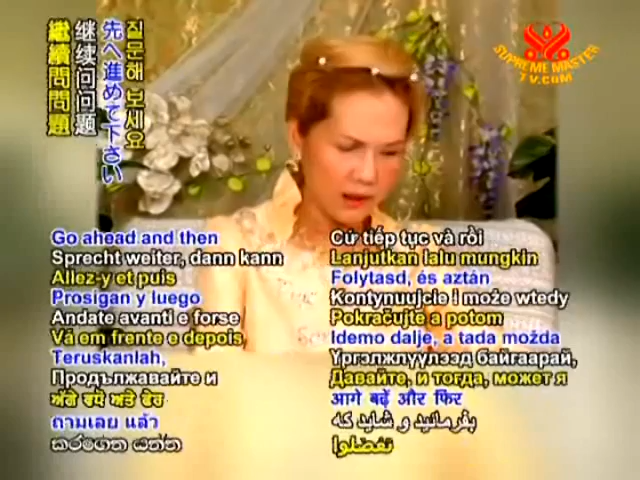 繼續問問題
继续问问题
先へ進めて下さい
질문해 보세요
SUPREME MASTER
TV.COM
Go ahead and then
Sprecht weiter, dann kann
Allez-y et puis
Prosigan y luego
Andate avanti e forse
Vá em frente e depois
Teruskanlah,
Продължавайте и
ਅੱਗੇ ਵਧੋ ਅਤੇ ਫੇਰ
ถามเลย แล้ว
කරගෙන යන්න
Cứ tiếp tục và rồi
Lanjutkan lalu mungkin
Folytasd, és aztán
Kontynuujcie i może wtedy
Pokračujte a potom
Idemo dalje, a tada možda
Үргэлжлүүлээд байгаарай,
Давайте, и тогда, может я
आगे बढ़ें और फिर
بفرمائید و شاید که
تفضلوا